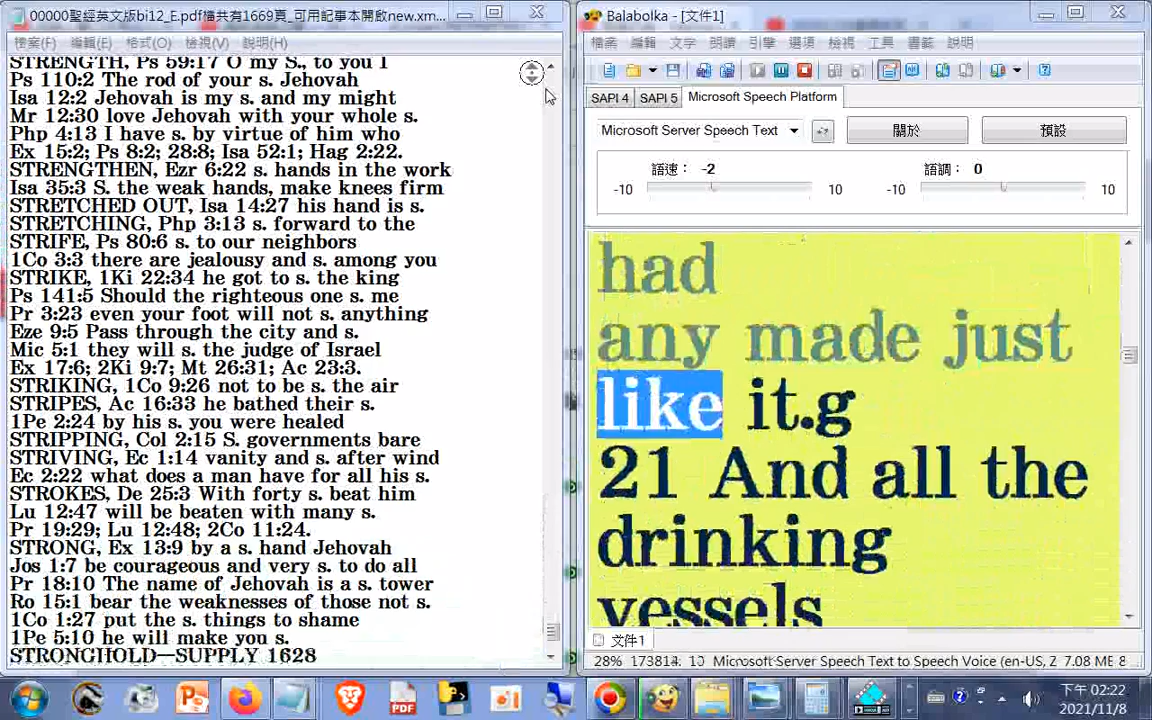 00000聖經英文版bi12_E.pdf檔共有1669頁_可用記事本開啟new.xm...
檔案(F) 編輯(E) 格式(O) 檢視(V) 說明(H)
STRENGTH, Ps 59:17 O my S., to you I
Ps 110:2 The rod of your s. Jehovah
Isa 12:2 Jehovah is my s. and my might
Mr 12:30 love Jehovah with your whole s.
Php 4:13 I have s. by virtue of him who
Ex 15:2; Ps 8:2; 28:8; Isa 52:1; Hag 2:22.
STRENGTHEN, Ezr 6:22 s. hands in the work
Isa 35:3 S. the weak hands, make knees firm
STRETCHED OUT, Isa 14:27 his hand is s.
STRETCHING, Php 3:13 s. forward to the
STRIFE, Ps 80:6 s. to our neighbors
1Co 3:3 there are jealousy and s. among you
STRIKE, 1Ki 22:34 he got to s. the king
Ps 141:5 Should the righteous one s. me
Pr 3:23 even your foot will not s. anything
Eze 9:5 Pass through the city and s.
Mic 5:1 they will s. the judge of Israel
Ex 17:6; 2Ki 9:7; Mt 26:31; Ac 23:3.
STRIKING, 1Co 9:26 not to be s. the air
STRIPES, Ac 16:33 he bathed their s.
1Pe 2:24 by his s. you were healed
STRIPPING, Col 2:15 S. governments bare
STRIVING, Ec 1:14 vanity and s. after wind
Ec 2:22 what does a man have for all his s.
STROKES, De 25:3 With forty s. beat him
Lu 12:47 will be beaten with many s.
Pr 19:29; Lu 12:48; 2Co 11:24.
STRONG, Ex 13:9 by a s. hand Jehovah
Jos 1:7 be courageous and very s. to do all
Pr 18:10 The name of Jehovah is a s. tower
Ro 15:1 bear the weaknesses of those not s.
1Co 1:27 put the s. things to shame
1Pe 5:10 he will make you s.
STRONGHOLD—SUPPLY 1628
Balabolka - [文件1]
檔案 編輯 文字 朗讀 引擎 選項 檢視 工具 書籤 說明
SAPI 4 SAPI 5 Microsoft Speech Platform
Microsoft Server Speech Text 關於 預設
語速: -2 語調: 0
-10 10 -10 10
had
any made just
like it.g
21 And all the
drinking
vessels
文件1
28% 173814: 10 Microsoft Server Speech Text to Speech Voice (en-US, Z 7.08 MB 8
PDF
下午 02:22
2021/11/8